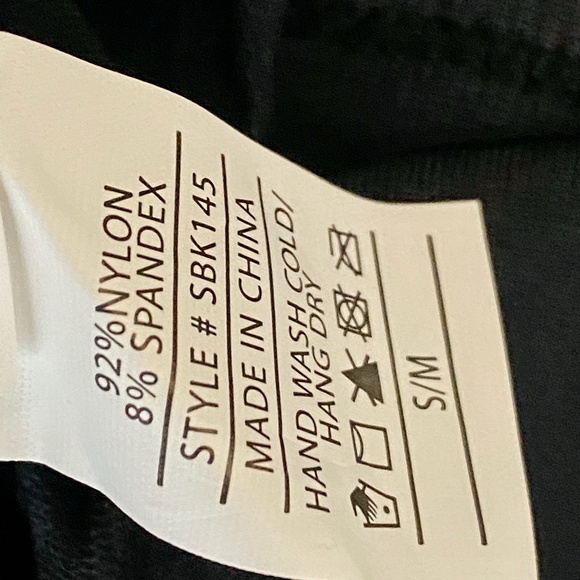 92%NYLON
8% SPANDEX
STYLE # SBK145
MADE IN CHINA
HAND WASH COLD/
HANG DRY
S/M